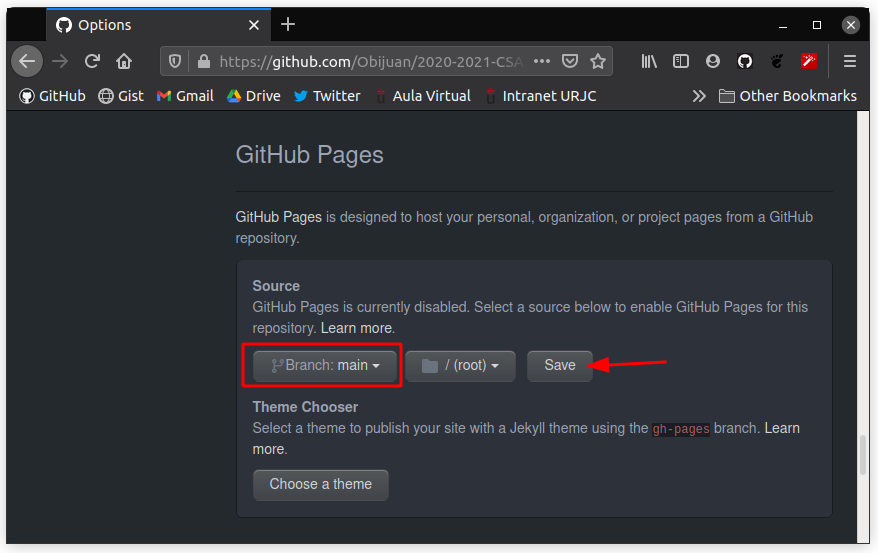 Options
https://github.com/Obijuan/2020-2021-CSA
GitHub Gist Gmail Drive Twitter Aula Virtual Intranet URJC Other Bookmarks
GitHub Pages
GitHub Pages is designed to host your personal, organization, or project pages from a GitHub
repository.
Source
GitHub Pages is currently disabled. Select a source below to enable GitHub Pages for this
repository. Learn more.
Branch: main / (root) Save
Theme Chooser
Select a theme to publish your site with a Jekyll theme using the gh-pages branch. Learn
more.
Choose a theme